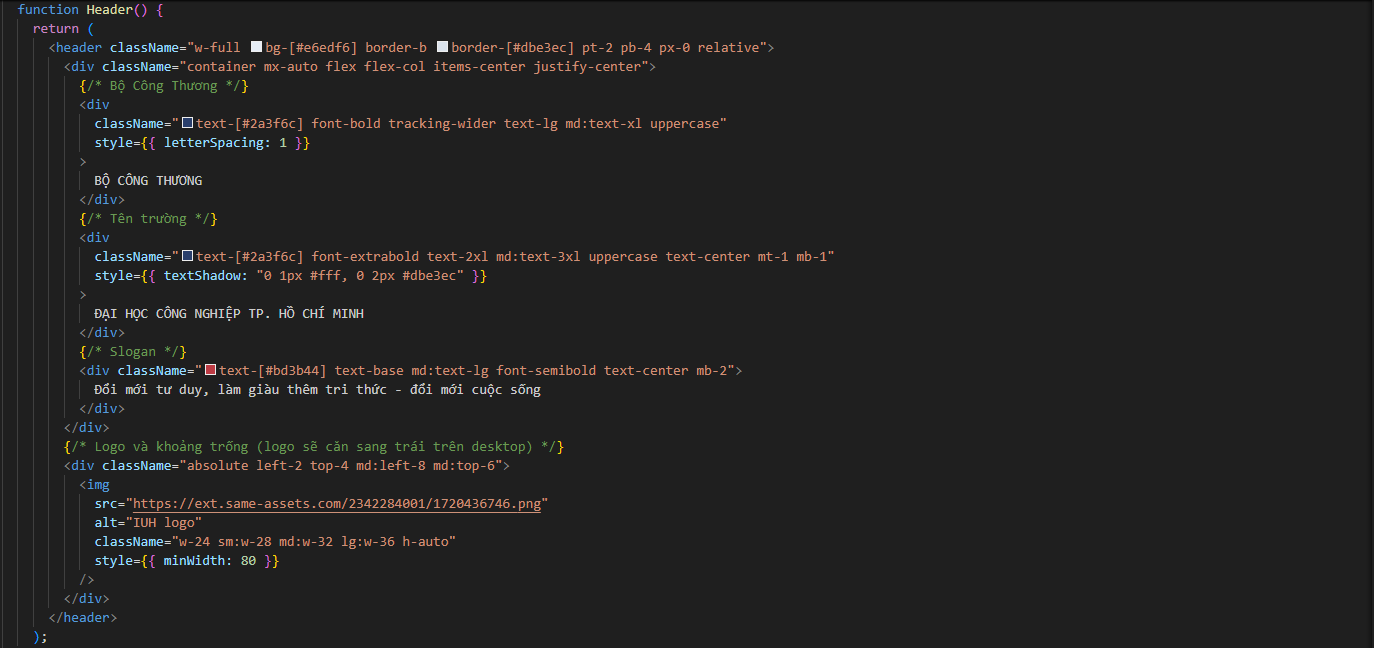 function Header() {
return (
<header className="w-full bg-[#e6edf6] border-b border-[#dbe3ec] pt-2 pb-4 px-0 relative">
<div className="container mx-auto flex flex-col items-center justify-center">
{/* Bộ Công Thương */}
<div
className="text-[#2a3f6c] font-bold tracking-wider text-lg md:text-xl uppercase"
style={{ letterSpacing: 1 }}
>
BỘ CÔNG THƯƠNG
</div>
{/* Tên trường */}
<div
className="text-[#2a3f6c] font-extrabold text-2xl md:text-3xl uppercase text-center mt-1 mb-1"
style={{ textShadow: "0 1px #fff, 0 2px #dbe3ec" }}
>
ĐẠI HỌC CÔNG NGHIỆP TP. HỒ CHÍ MINH
</div>
{/* Slogan */}
<div className="text-[#bd3b44] text-base md:text-lg font-semibold text-center mb-2">
Đổi mới tư duy, làm giàu thêm tri thức - đổi mới cuộc sống
</div>
</div>
{/* Logo và khoảng trống (logo sẽ căn sang trái trên desktop) */}
<div className="absolute left-2 top-4 md:left-8 md:top-6">
<img
src="https://ext.same-assets.com/2342284001/1720436746.png"
alt="IUH logo"
className="w-24 sm:w-28 md:w-32 lg:w-36 h-auto"
style={{ minWidth: 80 }}
/>
</div>
</header>
);